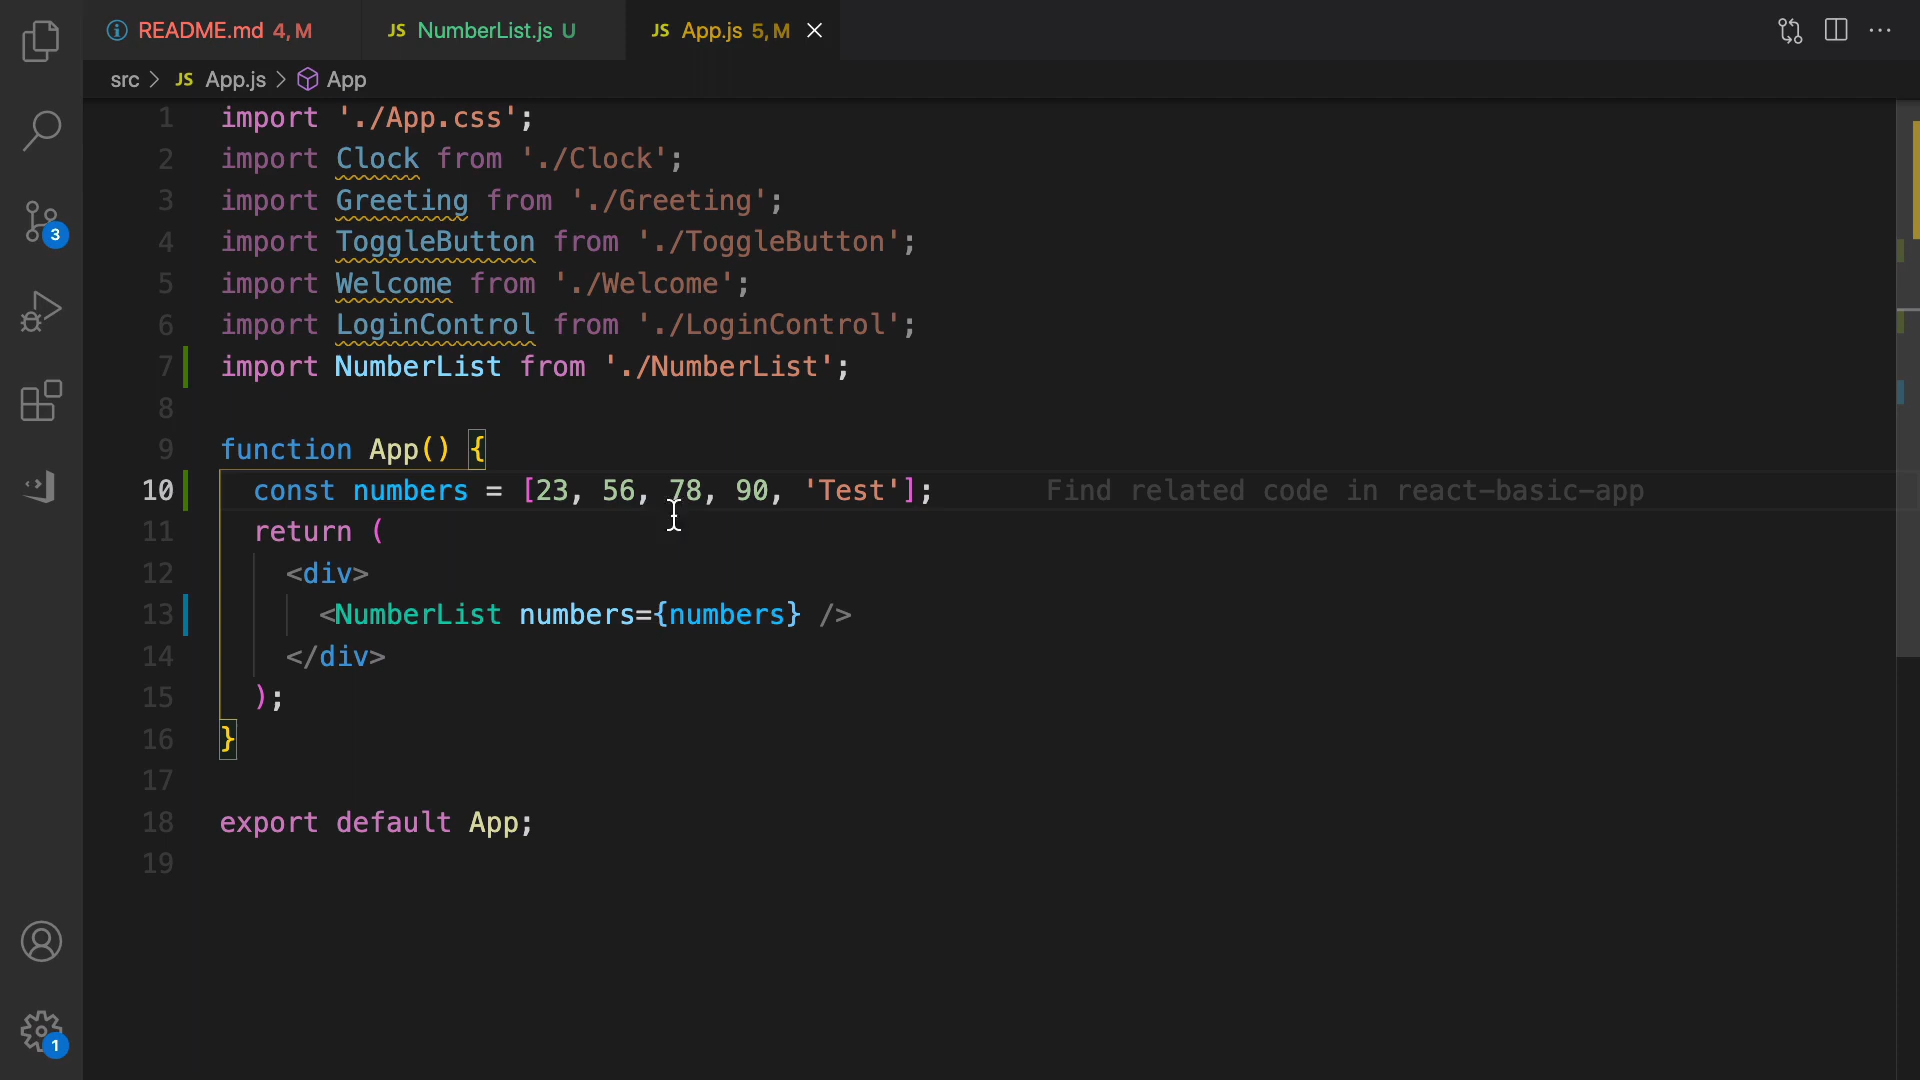 README.md 4, M
JS NumberList.js U
JS App.js 5, M
src > JS App.js > App
1 import './App.css';
2 import Clock from './Clock';
3 import Greeting from './Greeting';
4 import ToggleButton from './ToggleButton';
5 import Welcome from './Welcome';
6 import LoginControl from './LoginControl';
7 import NumberList from './NumberList';
8
9 function App() {
10 const numbers = [23, 56, 78, 90, 'Test']; Find related code in react-basic-app
11 return (
12 <div>
13 <NumberList numbers={numbers} />
14 </div>
15 );
16 }
17
18 export default App;
19
3
1